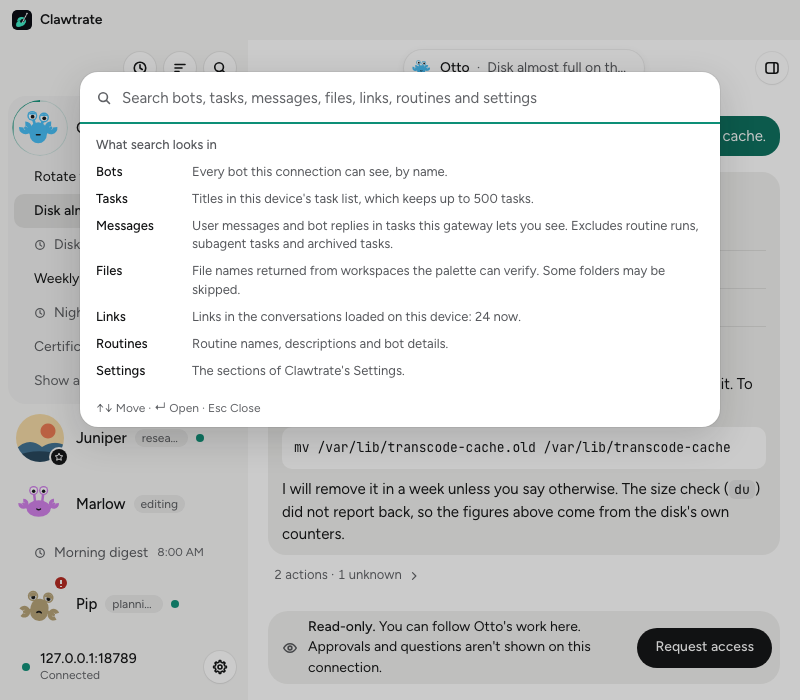 Clawtrate
Otto · Disk almost full on th...
Search bots, tasks, messages, files, links, routines and settings
cache.
What search looks in
Bots Every bot this connection can see, by name.
Tasks Titles in this device's task list, which keeps up to 500 tasks.
Messages User messages and bot replies in tasks this gateway lets you see. Excludes routine runs,
subagent tasks and archived tasks.
Files File names returned from workspaces the palette can verify. Some folders may be
skipped.
Links Links in the conversations loaded on this device: 24 now.
Routines Routine names, descriptions and bot details.
Settings The sections of Clawtrate's Settings.
↑↓ Move · ↵ Open · Esc Close
Rotate
Disk
Weekly
Show
it. To
Juniper resea...
mv /var/lib/transcode-cache.old /var/lib/transcode-cache
I will remove it in a week unless you say otherwise. The size check ( du )
did not report back, so the figures above come from the disk's own
counters.
Marlow editing
Morning digest 8:00 AM
2 actions · 1 unknown
Pip planni...
Read-only. You can follow Otto's work here.
Approvals and questions aren't shown on this
connection.
Request access
127.0.0.1:18789
Connected